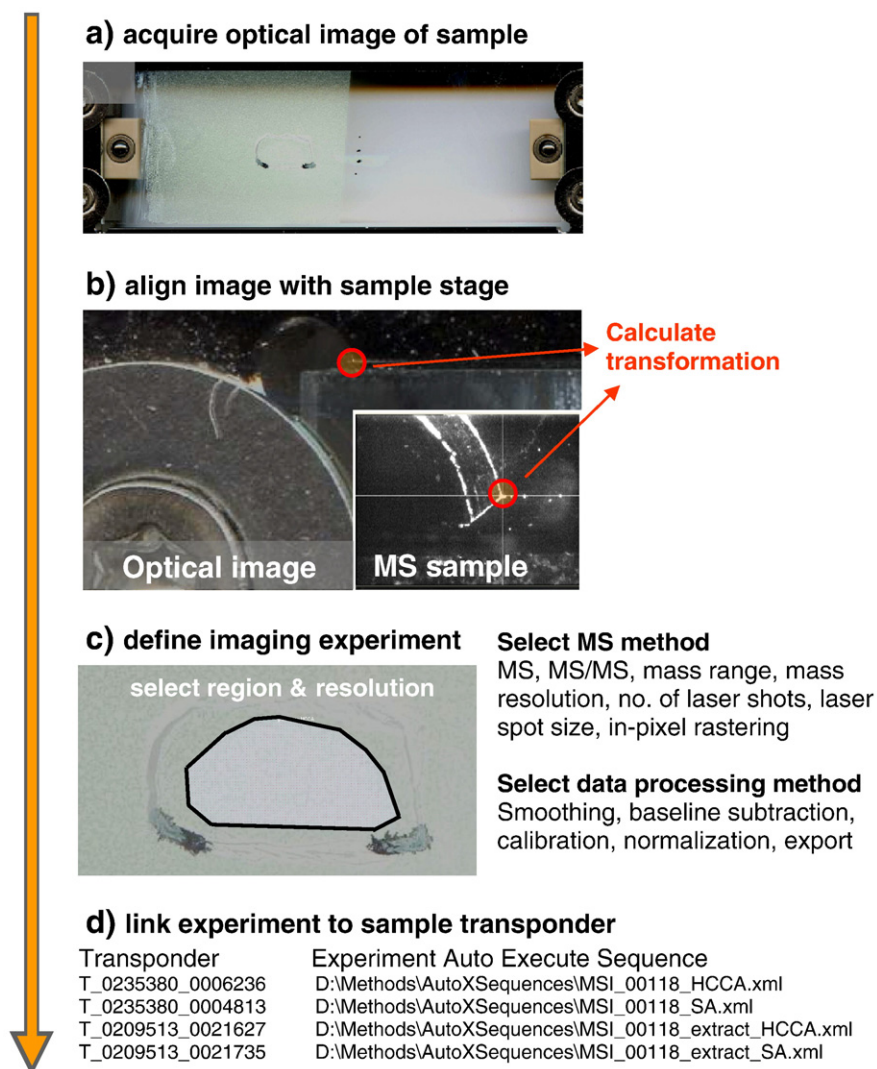 a) acquire optical image of sample
b) align image with sample stage
Calculate
transformation
Optical image
MS sample
c) define imaging experiment
select region & resolution
Select MS method
MS, MS/MS, mass range, mass
resolution, no. of laser shots, laser
spot size, in-pixel rastering
Select data processing method
Smoothing, baseline subtraction,
calibration, normalization, export
d) link experiment to sample transponder
Transponder Experiment Auto Execute Sequence
T_0235380_0006236 D:\Methods\AutoXSequences\MSI_00118_HCCA.xml
T_0235380_0004813 D:\Methods\AutoXSequences\MSI_00118_SA.xml
T_0209513_0021627 D:\Methods\AutoXSequences\MSI_00118_extract_HCCA.xml
T_0209513_0021735 D:\Methods\AutoXSequences\MSI_00118_extract_SA.xml